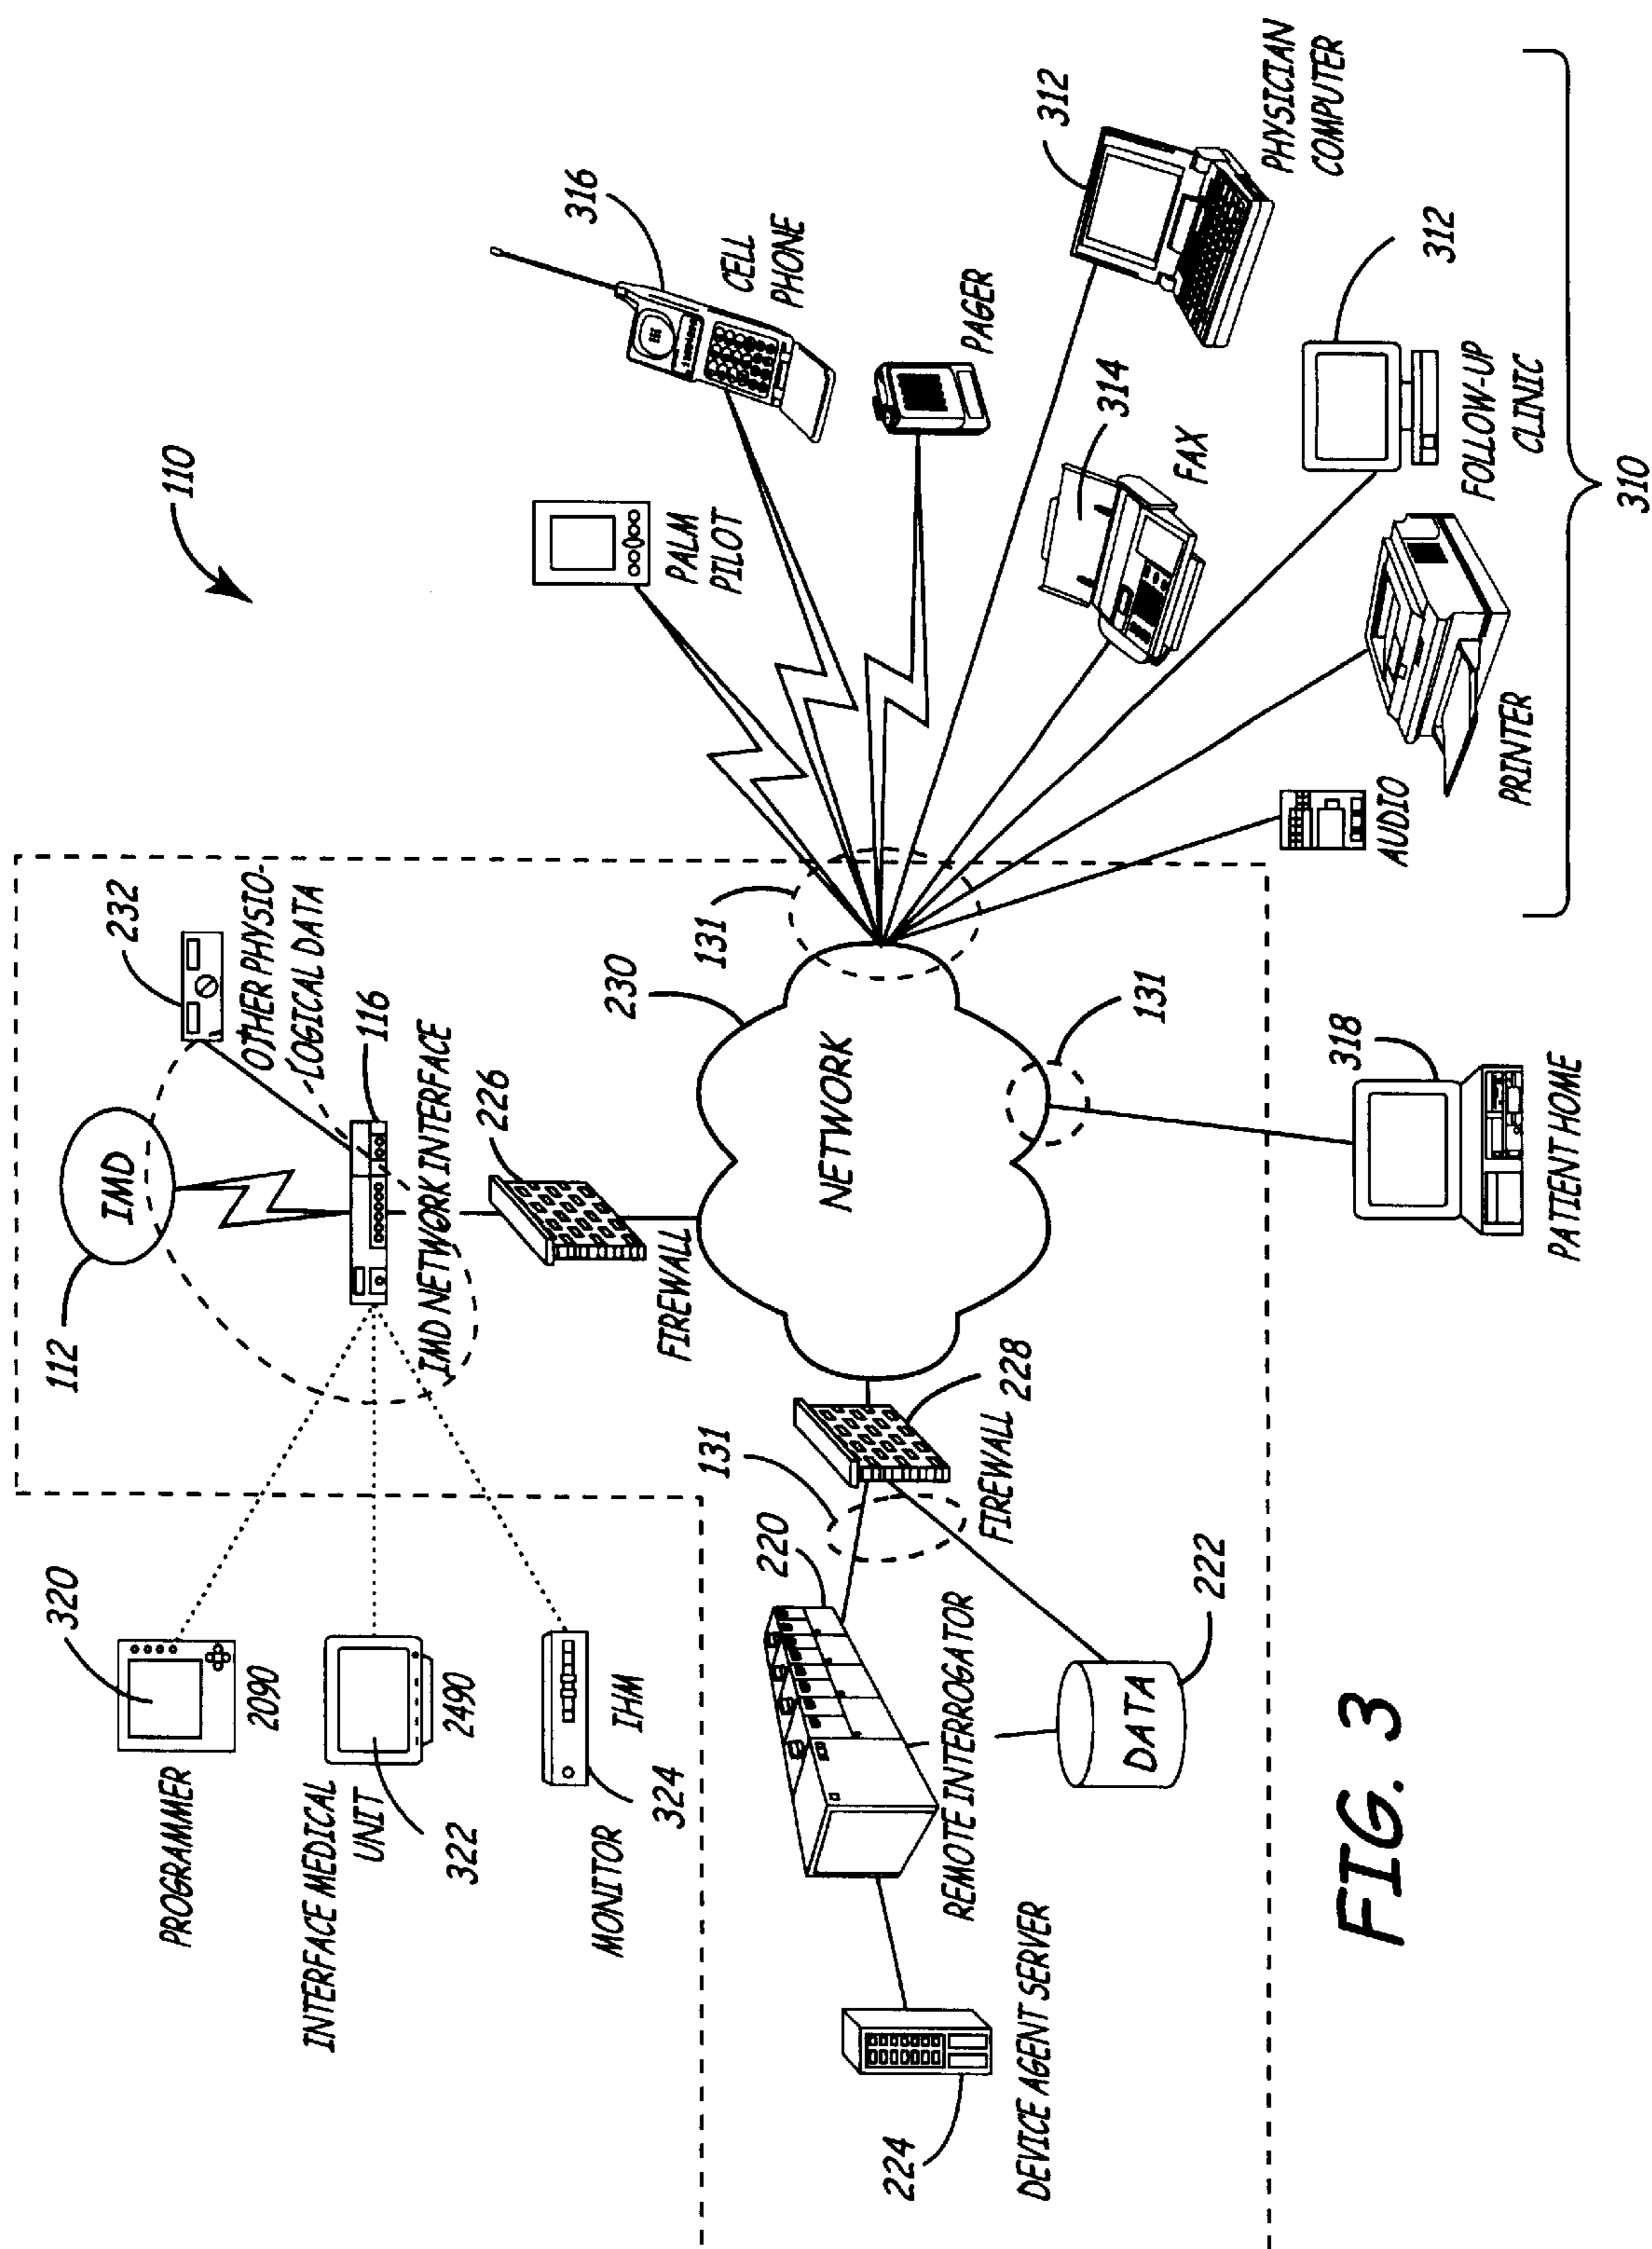 110
112
IMD
232
OTHER PHYSIO-
LOGICAL DATA
116
IMD NETWORK INTERFACE
226
FIREWALL
320
2090
PROGRAMMER
2490
INTERFACE MEDICAL
UNIT
322
IHM
324
MONITOR
230
NETWORK
131
PALM
PILOT
316
CELL
PHONE
PAGER
312
PHYSICIAN
COMPUTER
314
FAX
312
FOLLOW-UP
CLINIC
PRINTER
AUDIO
310
131
318
PATIENT HOME
131
228
FIREWALL
220
REMOTE INTERROGATOR
222
DATA
224
DEVICE AGENT SERVER
FIG. 3